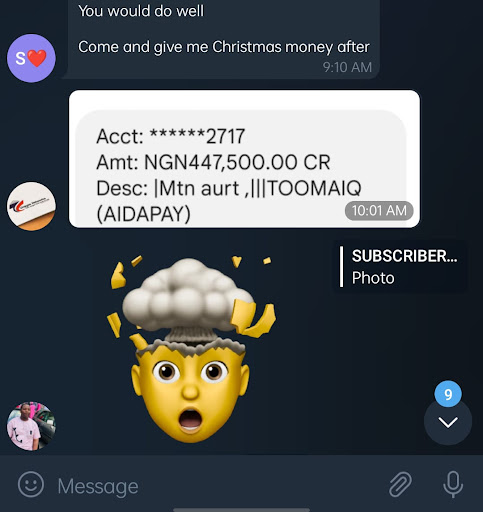 You would do well
Come and give me Christmas money after
9:10 AM
S❤️
Acct: ******2717
Amt: NGN447,500.00 CR
Desc: |Mtn aurt ,|||TOOMAIQ
(AIDAPAY)
10:01 AM
SUBSCRIBER...
Photo
9
Message